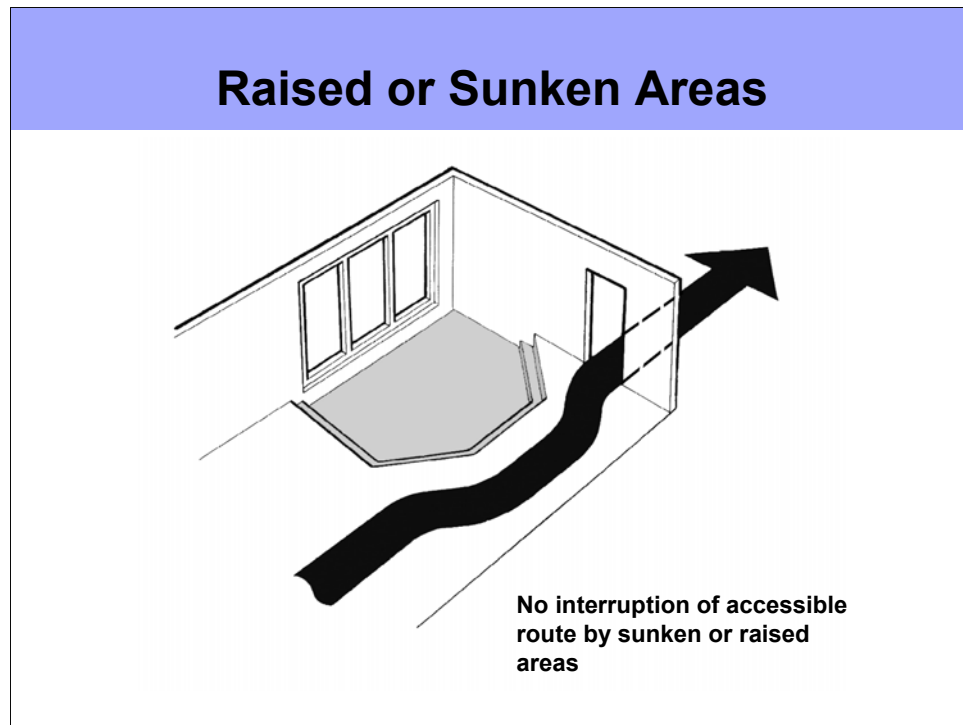 Raised or Sunken Areas
No interruption of accessible
route by sunken or raised
areas